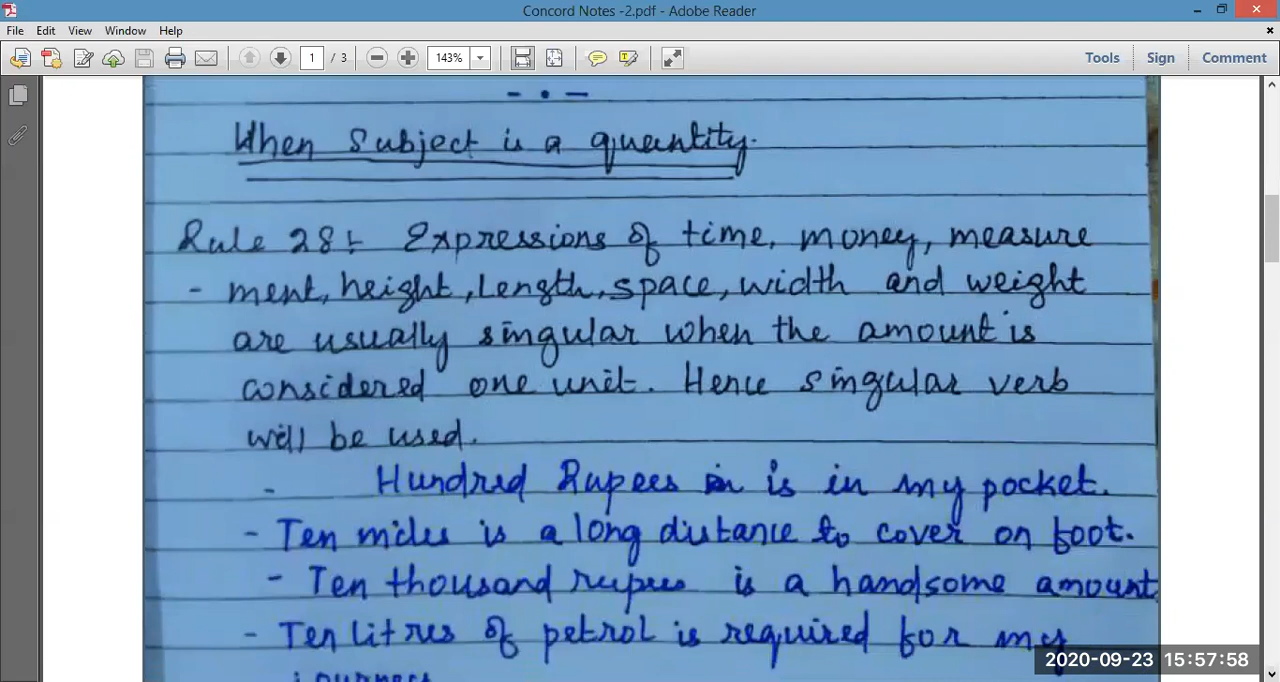 Concord Notes -2.pdf - Adobe Reader
File Edit View Window Help
1 / 3 143% Tools Sign Comment
When Subject is a quantity.
Rule 28:- Expressions of time, money, measure
- ment, height, Length, space, width and weight
are usually singular when the amount is
considered one unit. Hence singular verb
will be used.
- Hundred Rupees is in my pocket.
- Ten miles is a long distance to cover on foot.
- Ten thousand rupees is a handsome amount
- Ten litres of petrol is required for my
2020-09-23 15:57:58